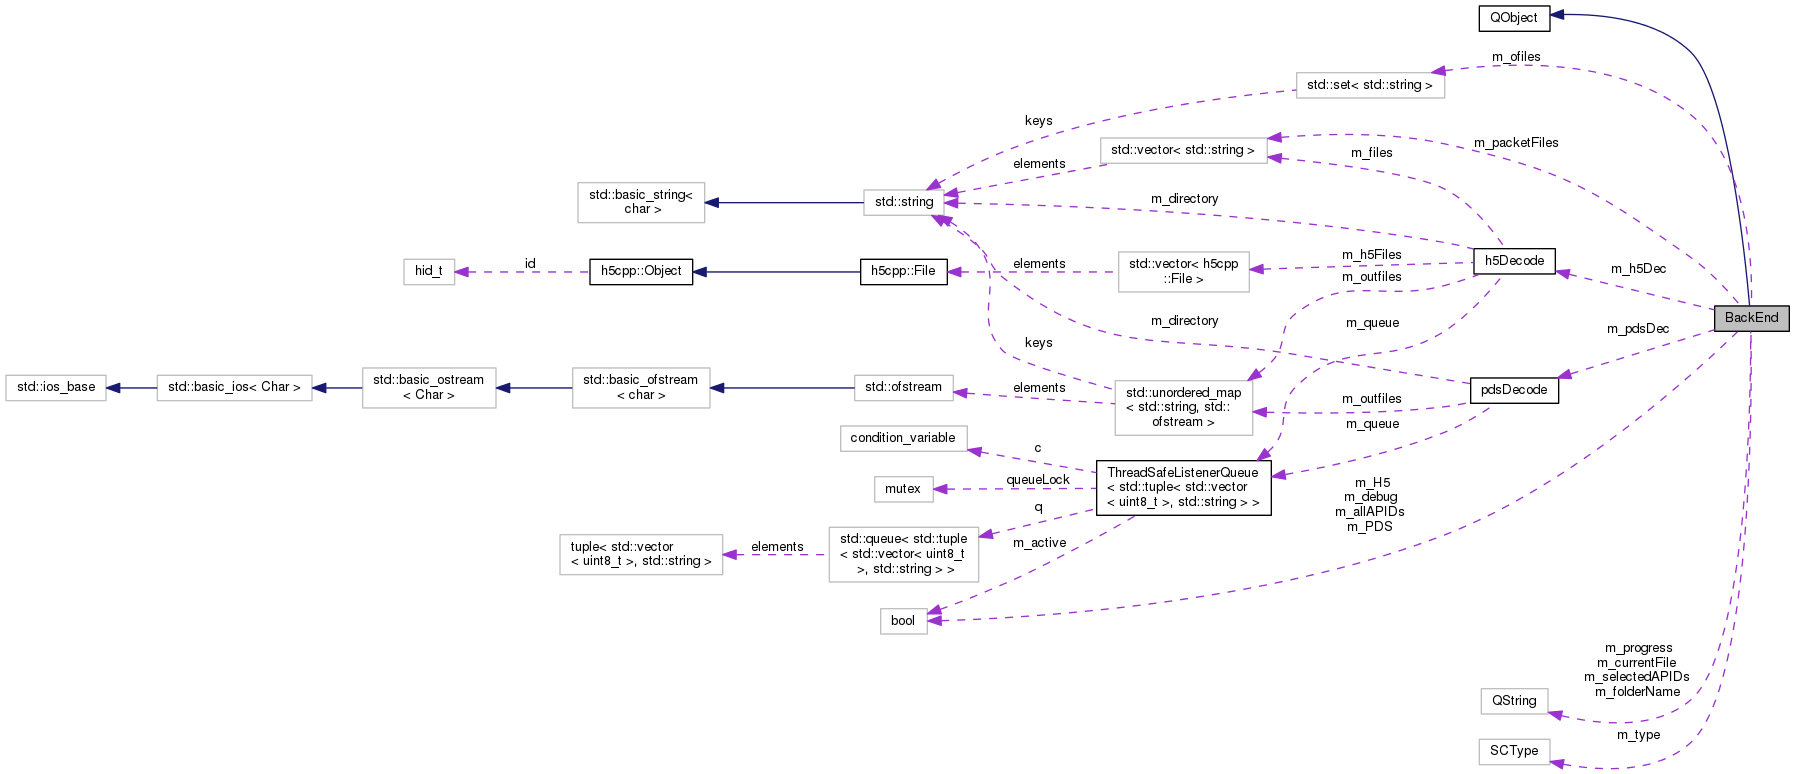 QObject
m_ofiles
std::set< std::string >
keys
m_packetFiles
std::vector< std::string >
m_files
elements
std::basic_string<
char >
std::string
m_directory
h5Decode
m_h5Files
std::vector< h5cpp
::File >
elements
h5cpp::File
h5cpp::Object
id
hid_t
m_h5Dec
m_outfiles
BackEnd
m_directory
m_queue
m_pdsDec
keys
std::ios_base
std::basic_ios< Char >
std::basic_ostream
< Char >
std::basic_ofstream
< char >
std::ofstream
elements
std::unordered_map
< std::string, std::
ofstream >
pdsDecode
m_outfiles
m_queue
condition_variable
c
ThreadSafeListenerQueue
< std::tuple< std::vector
< uint8_t >, std::string > >
mutex
queueLock
m_H5
m_debug
m_allAPIDs
m_PDS
q
tuple< std::vector
< uint8_t >, std::string >
elements
std::queue< std::tuple
< std::vector< uint8_t
>, std::string > >
m_active
bool
m_progress
m_currentFile
m_selectedAPIDs
m_folderName
QString
m_type
SCType